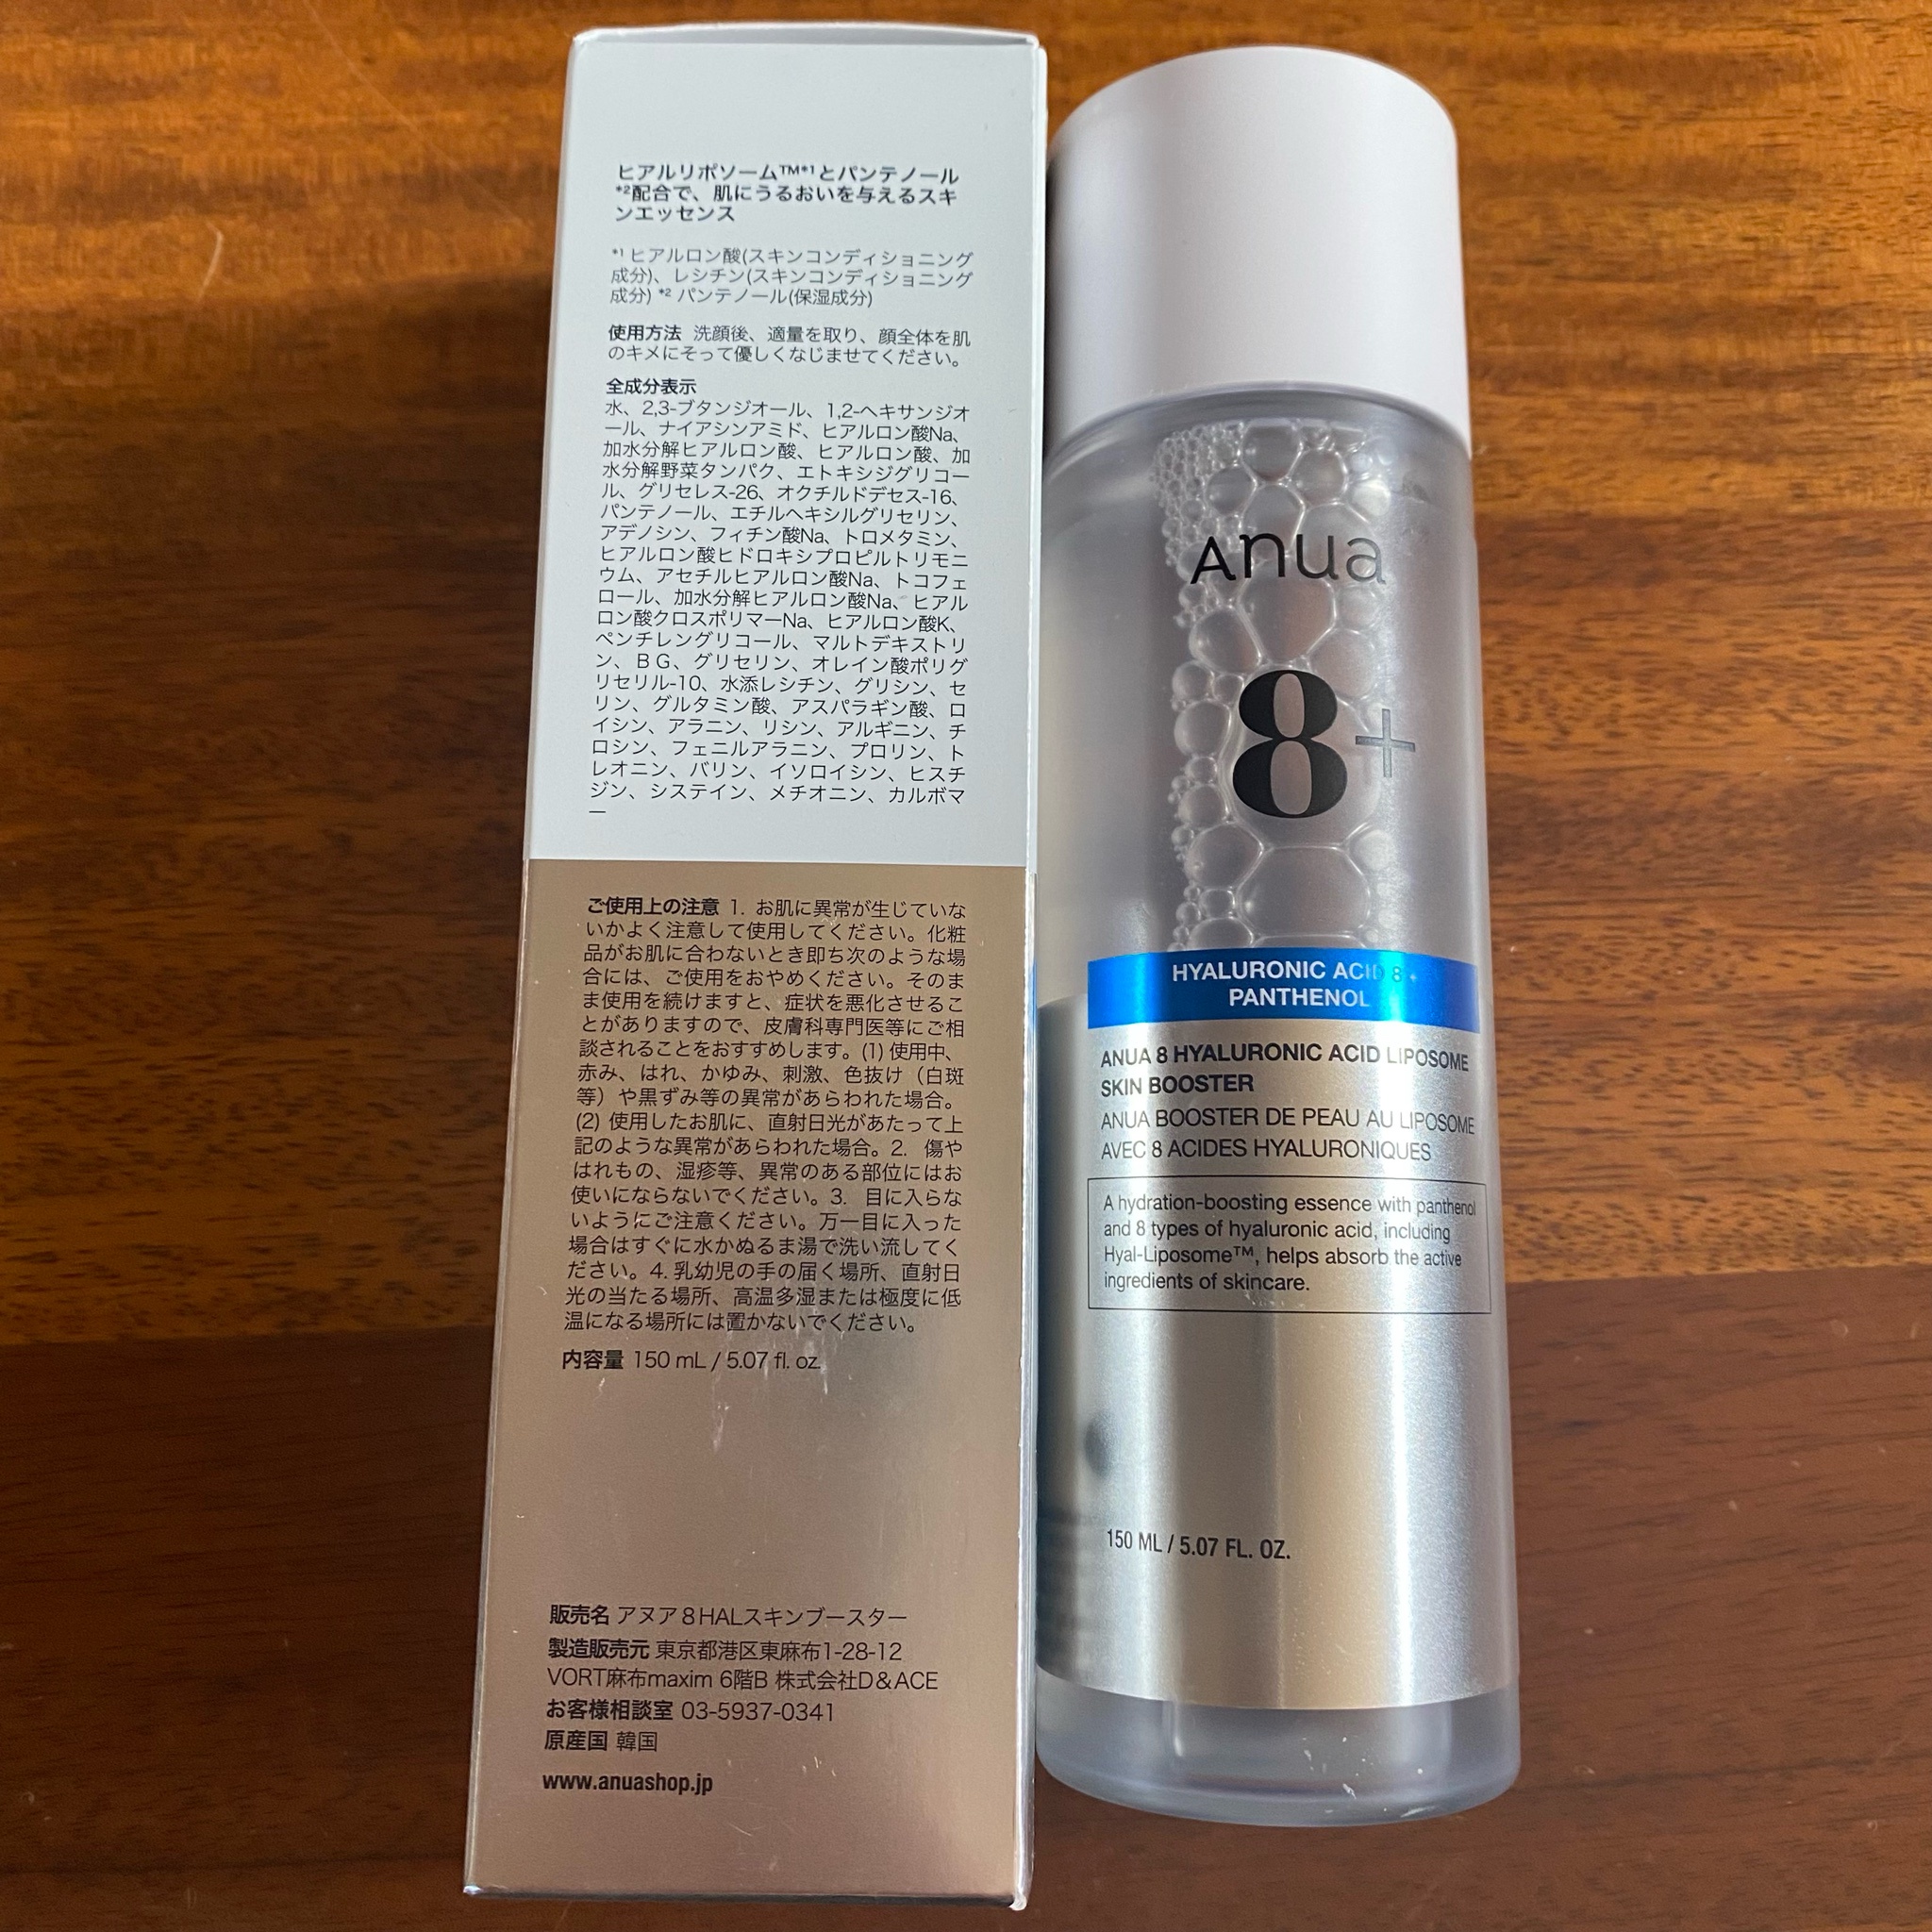 ヒアルリポソーム™*¹とパンテノール
*²配合で、肌にうるおいを与えるスキ
ンエッセンス
*¹ ヒアルロン酸(スキンコンディショニング
成分)、レシチン(スキンコンディショニング
成分) *² パンテノール(保湿成分)
使用方法 洗顔後、適量を取り、顔全体を肌
のキメにそって優しくなじませてください。
全成分表示
水、2,3-ブタンジオール、1,2-ヘキサンジオ
ール、ナイアシンアミド、ヒアルロン酸Na、
加水分解ヒアルロン酸、ヒアルロン酸、加
水分解野菜タンパク、エトキシジグリコー
ル、グリセレス-26、オクチルドデセス-16、
パンテノール、エチルヘキシルグリセリン、
アデノシン、フィチン酸Na、トロメタミン、
ヒアルロン酸ヒドロキシプロピルトリモニ
ウム、アセチルヒアルロン酸Na、トコフェ
ロール、加水分解ヒアルロン酸Na、ヒアル
ロン酸クロスポリマーNa、ヒアルロン酸K、
ペンチレングリコール、マルトデキストリ
ン、ＢＧ、グリセリン、オレイン酸ポリグ
リセリル-10、水添レシチン、グリシン、セ
リン、グルタミン酸、アスパラギン酸、ロ
イシン、アラニン、リシン、アルギニン、チ
ロシン、フェニルアラニン、プロリン、ト
レオニン、バリン、イソロイシン、ヒスチ
ジン、システイン、メチオニン、カルボマ
ー
ご使用上の注意 1. お肌に異常が生じていな
いかよく注意して使用してください。化粧
品がお肌に合わないとき即ち次のような場
合には、ご使用をおやめください。そのま
ま使用を続けますと、症状を悪化させるこ
とがありますので、皮膚科専門医等にご相
談されることをおすすめします。(1) 使用中、
赤み、はれ、かゆみ、刺激、色抜け（白斑
等）や黒ずみ等の異常があらわれた場合。
(2) 使用したお肌に、直射日光があたって上
記のような異常があらわれた場合。2. 傷や
はれもの、湿疹等、異常のある部位にはお
使いにならないでください。3. 目に入らな
いようにご注意ください。万一目に入った
場合はすぐに水かぬるま湯で洗い流してく
ださい。4. 乳幼児の手の届く場所、直射日
光の当たる場所、高温多湿または極度に低
温になる場所には置かないでください。
内容量 150 mL / 5.07 fl. oz.
販売名 アヌア８HALスキンブースター
製造販売元 東京都港区東麻布1-28-12
VORT麻布maxim 6階B 株式会社D＆ACE
お客様相談室 03-5937-0341
原産国 韓国
www.anuashop.jp
Anua
8+
HYALURONIC ACID 8 +
PANTHENOL
ANUA 8 HYALURONIC ACID LIPOSOME
SKIN BOOSTER
ANUA BOOSTER DE PEAU AU LIPOSOME
AVEC 8 ACIDES HYALURONIQUES
A hydration-boosting essence with panthenol
and 8 types of hyaluronic acid, including
Hyal-Liposome™, helps absorb the active
ingredients of skincare.
150 ML / 5.07 FL. OZ.